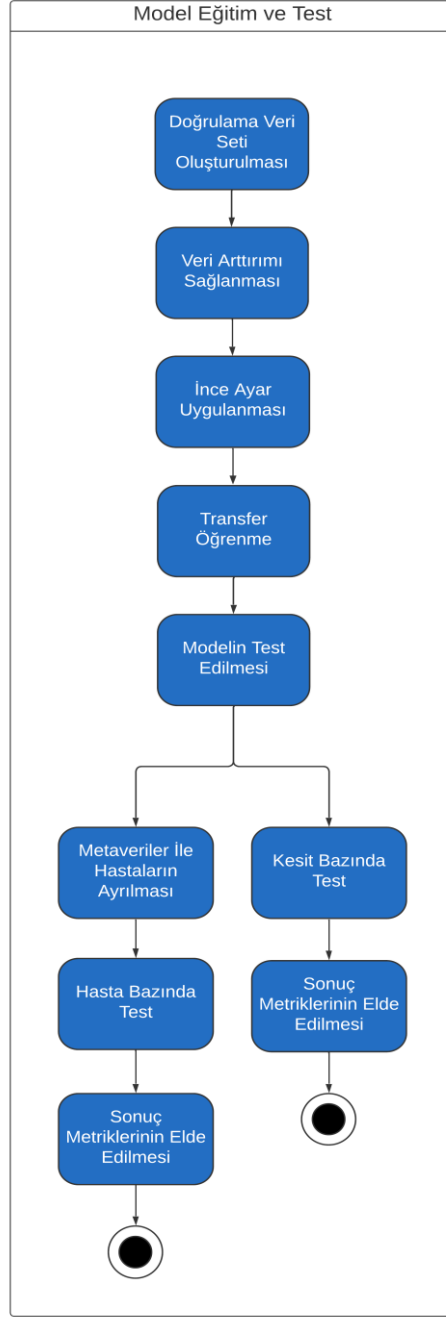 Model Eğitim ve Test
Doğrulama Veri
Seti
Oluşturulması
Veri Arttırımı
Sağlanması
İnce Ayar
Uygulanması
Transfer
Öğrenme
Modelin Test
Edilmesi
Metaveriler İle
Hastaların
Ayrılması
Hasta Bazında
Test
Sonuç
Metriklerinin Elde
Edilmesi
Kesit Bazında
Test
Sonuç
Metriklerinin Elde
Edilmesi